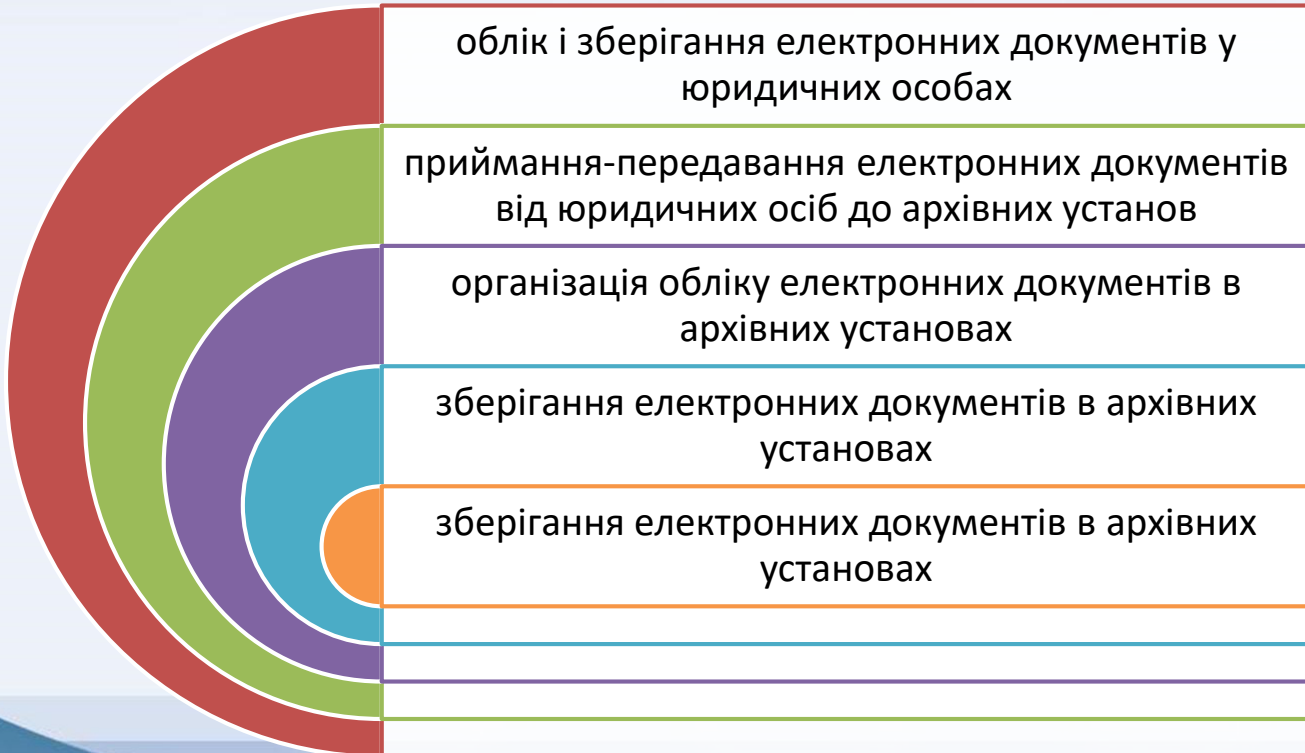 облік і зберігання електронних документів у
юридичних особах
приймання-передавання електронних документів
від юридичних осіб до архівних установ
організація обліку електронних документів в
архівних установах
зберігання електронних документів в архівних
установах
зберігання електронних документів в архівних
установах